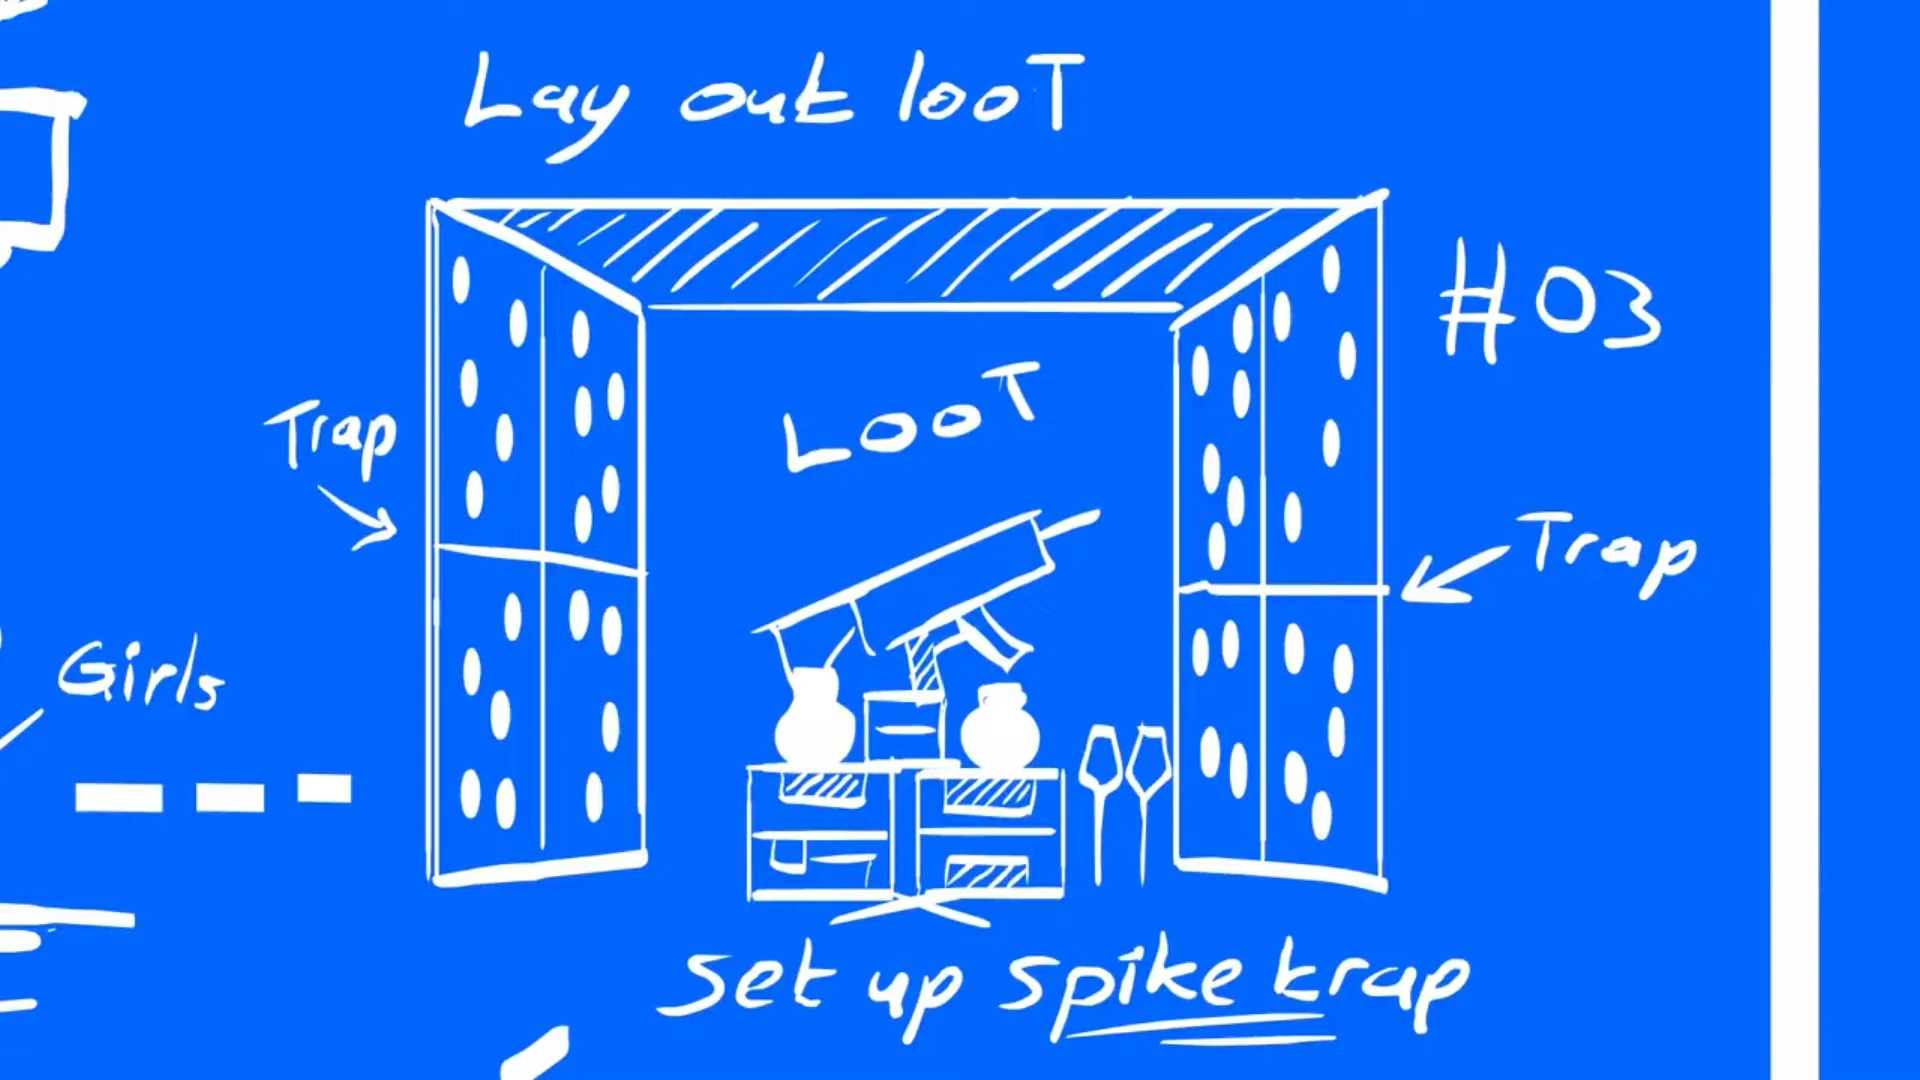 Lay out looT
#03
LOOT
Trap
Trap
Girls
Set up spike trap